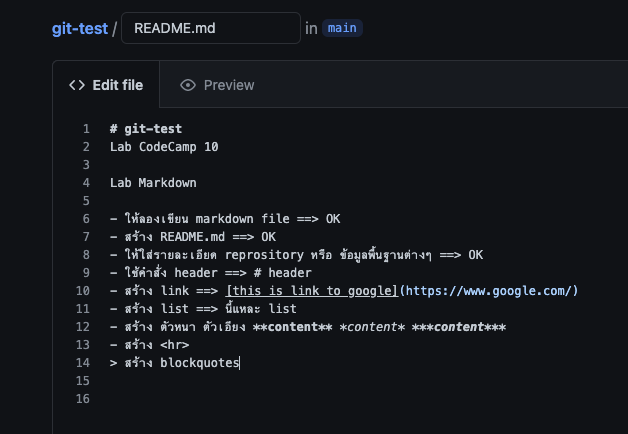 git-test / README.md in main
Edit file Preview
1 # git-test
2 Lab CodeCamp 10
3
4 Lab Markdown
5
6 - ให้ลองเขียน markdown file ==> OK
7 - สร้าง README.md ==> OK
8 - ให้ใส่รายละเอียด reprository หรือ ข้อมูลพื้นฐานต่างๆ ==> OK
9 - ใช้คำสั่ง header ==> # header
10 - สร้าง link ==> [this is link to google](https://www.google.com/)
11 - สร้าง list ==> นี้แหละ list
12 - สร้าง ตัวหนา ตัวเอียง **content** *content* ***content***
13 - สร้าง <hr>
14 > สร้าง blockquotes
15
16